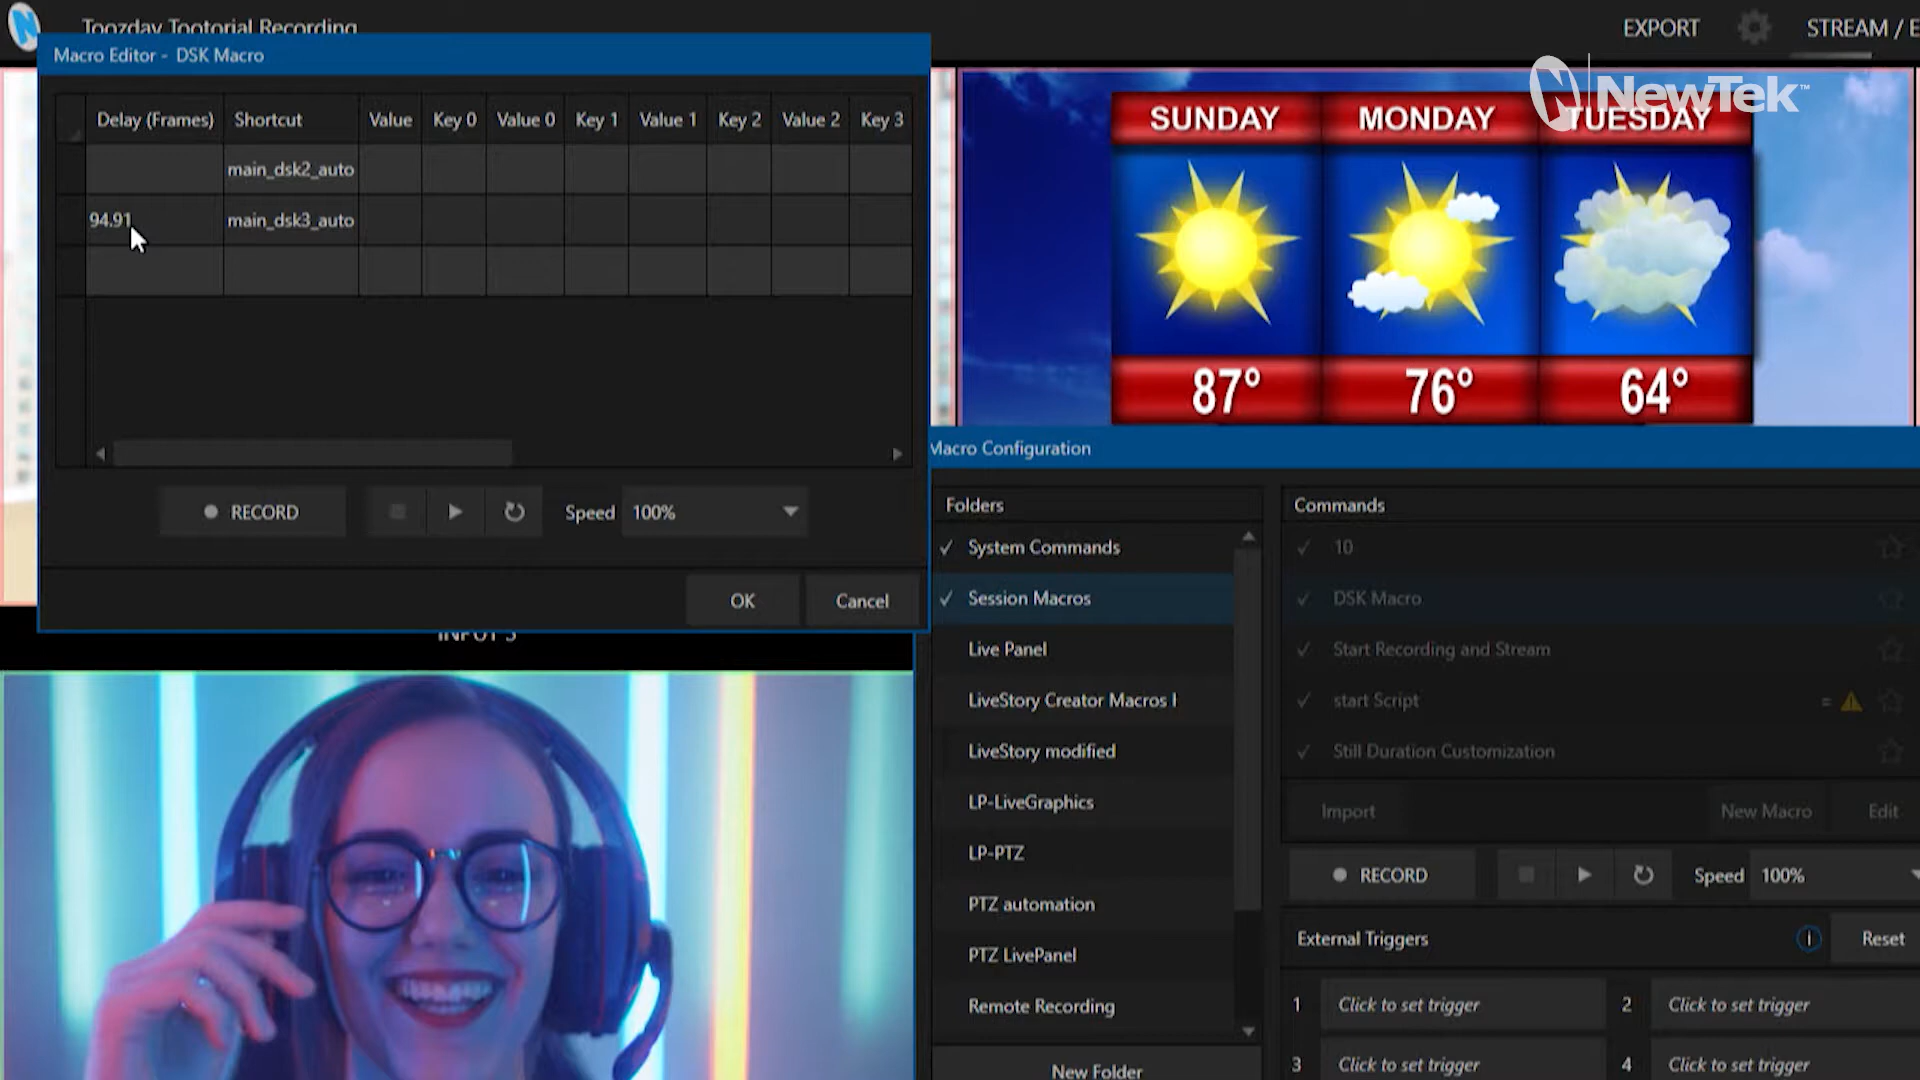 Toozday Tootorial Recording
EXPORT
STREAM / E
Macro Editor - DSK Macro
NewTek™
Delay (Frames) Shortcut Value Key 0 Value 0 Key 1 Value 1 Key 2 Value 2 Key 3
main_dsk2_auto
94.91 main_dsk3_auto
RECORD
Speed 100%
OK Cancel
SUNDAY MONDAY TUESDAY
87° 76° 64°
INPUT 5
Macro Configuration
Folders
System Commands
Session Macros
Live Panel
LiveStory Creator Macros I
LiveStory modified
LP-LiveGraphics
LP-PTZ
PTZ automation
PTZ LivePanel
Remote Recording
New Folder
Commands
10
DSK Macro
Start Recording and Stream
start Script =
Still Duration Customization
Import New Macro Edit
RECORD Speed 100%
External Triggers Reset
1 Click to set trigger 2 Click to set trigger
3 Click to set trigger 4 Click to set trigger